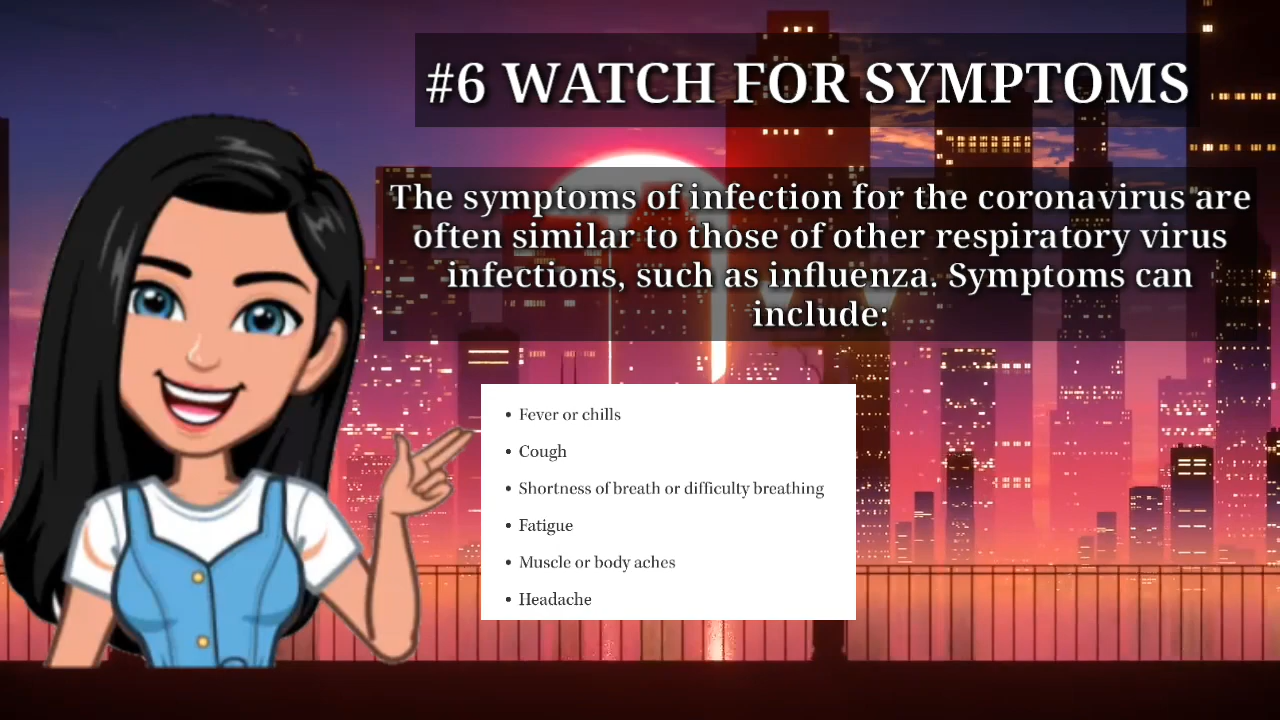 #6 WATCH FOR SYMPTOMS
The symptoms of infection for the coronavirus are
often similar to those of other respiratory virus
infections, such as influenza. Symptoms can
include:
• Fever or chills
• Cough
• Shortness of breath or difficulty breathing
• Fatigue
• Muscle or body aches
• Headache